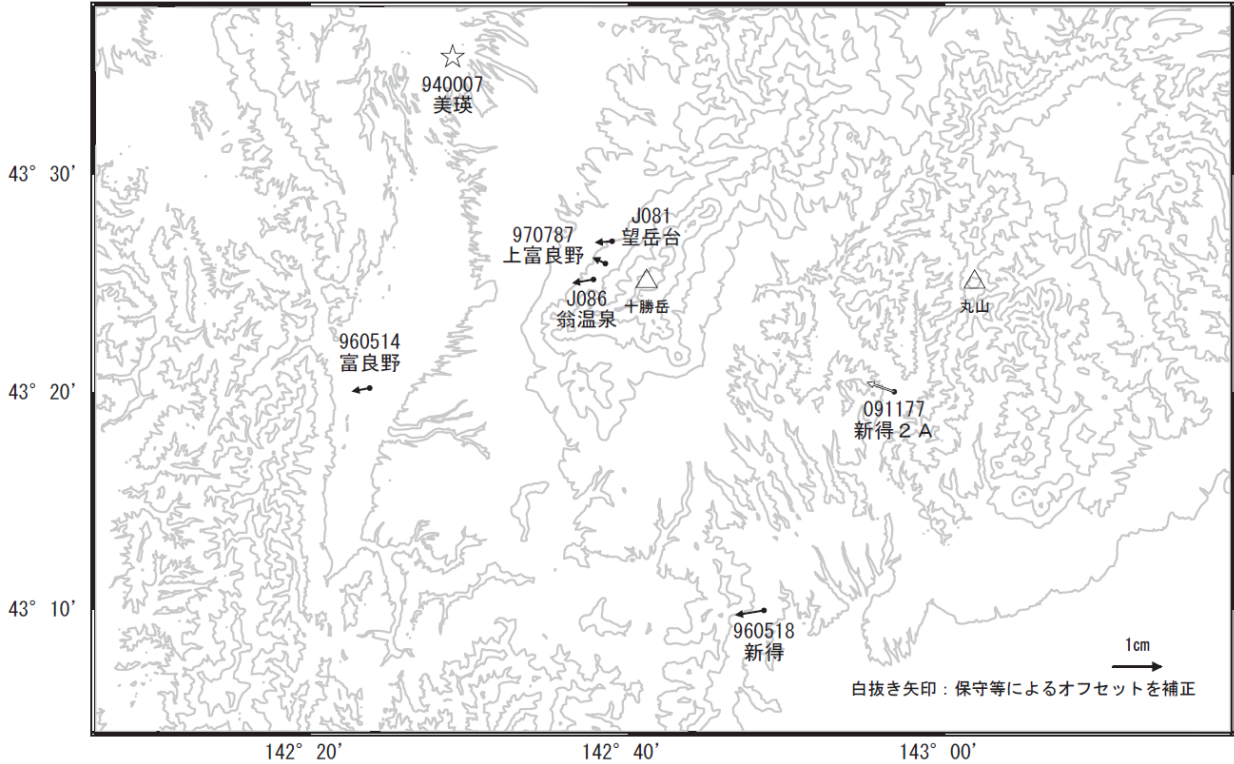 940007
美瑛
43° 30′
J081
望岳台
970787
上富良野
J086
翁温泉
十勝岳
丸山
960514
富良野
43° 20′
091177
新得２Ａ
43° 10′
960518
新得
1cm
白抜き矢印：保守等によるオフセットを補正
142° 20′
142° 40′
143° 00′